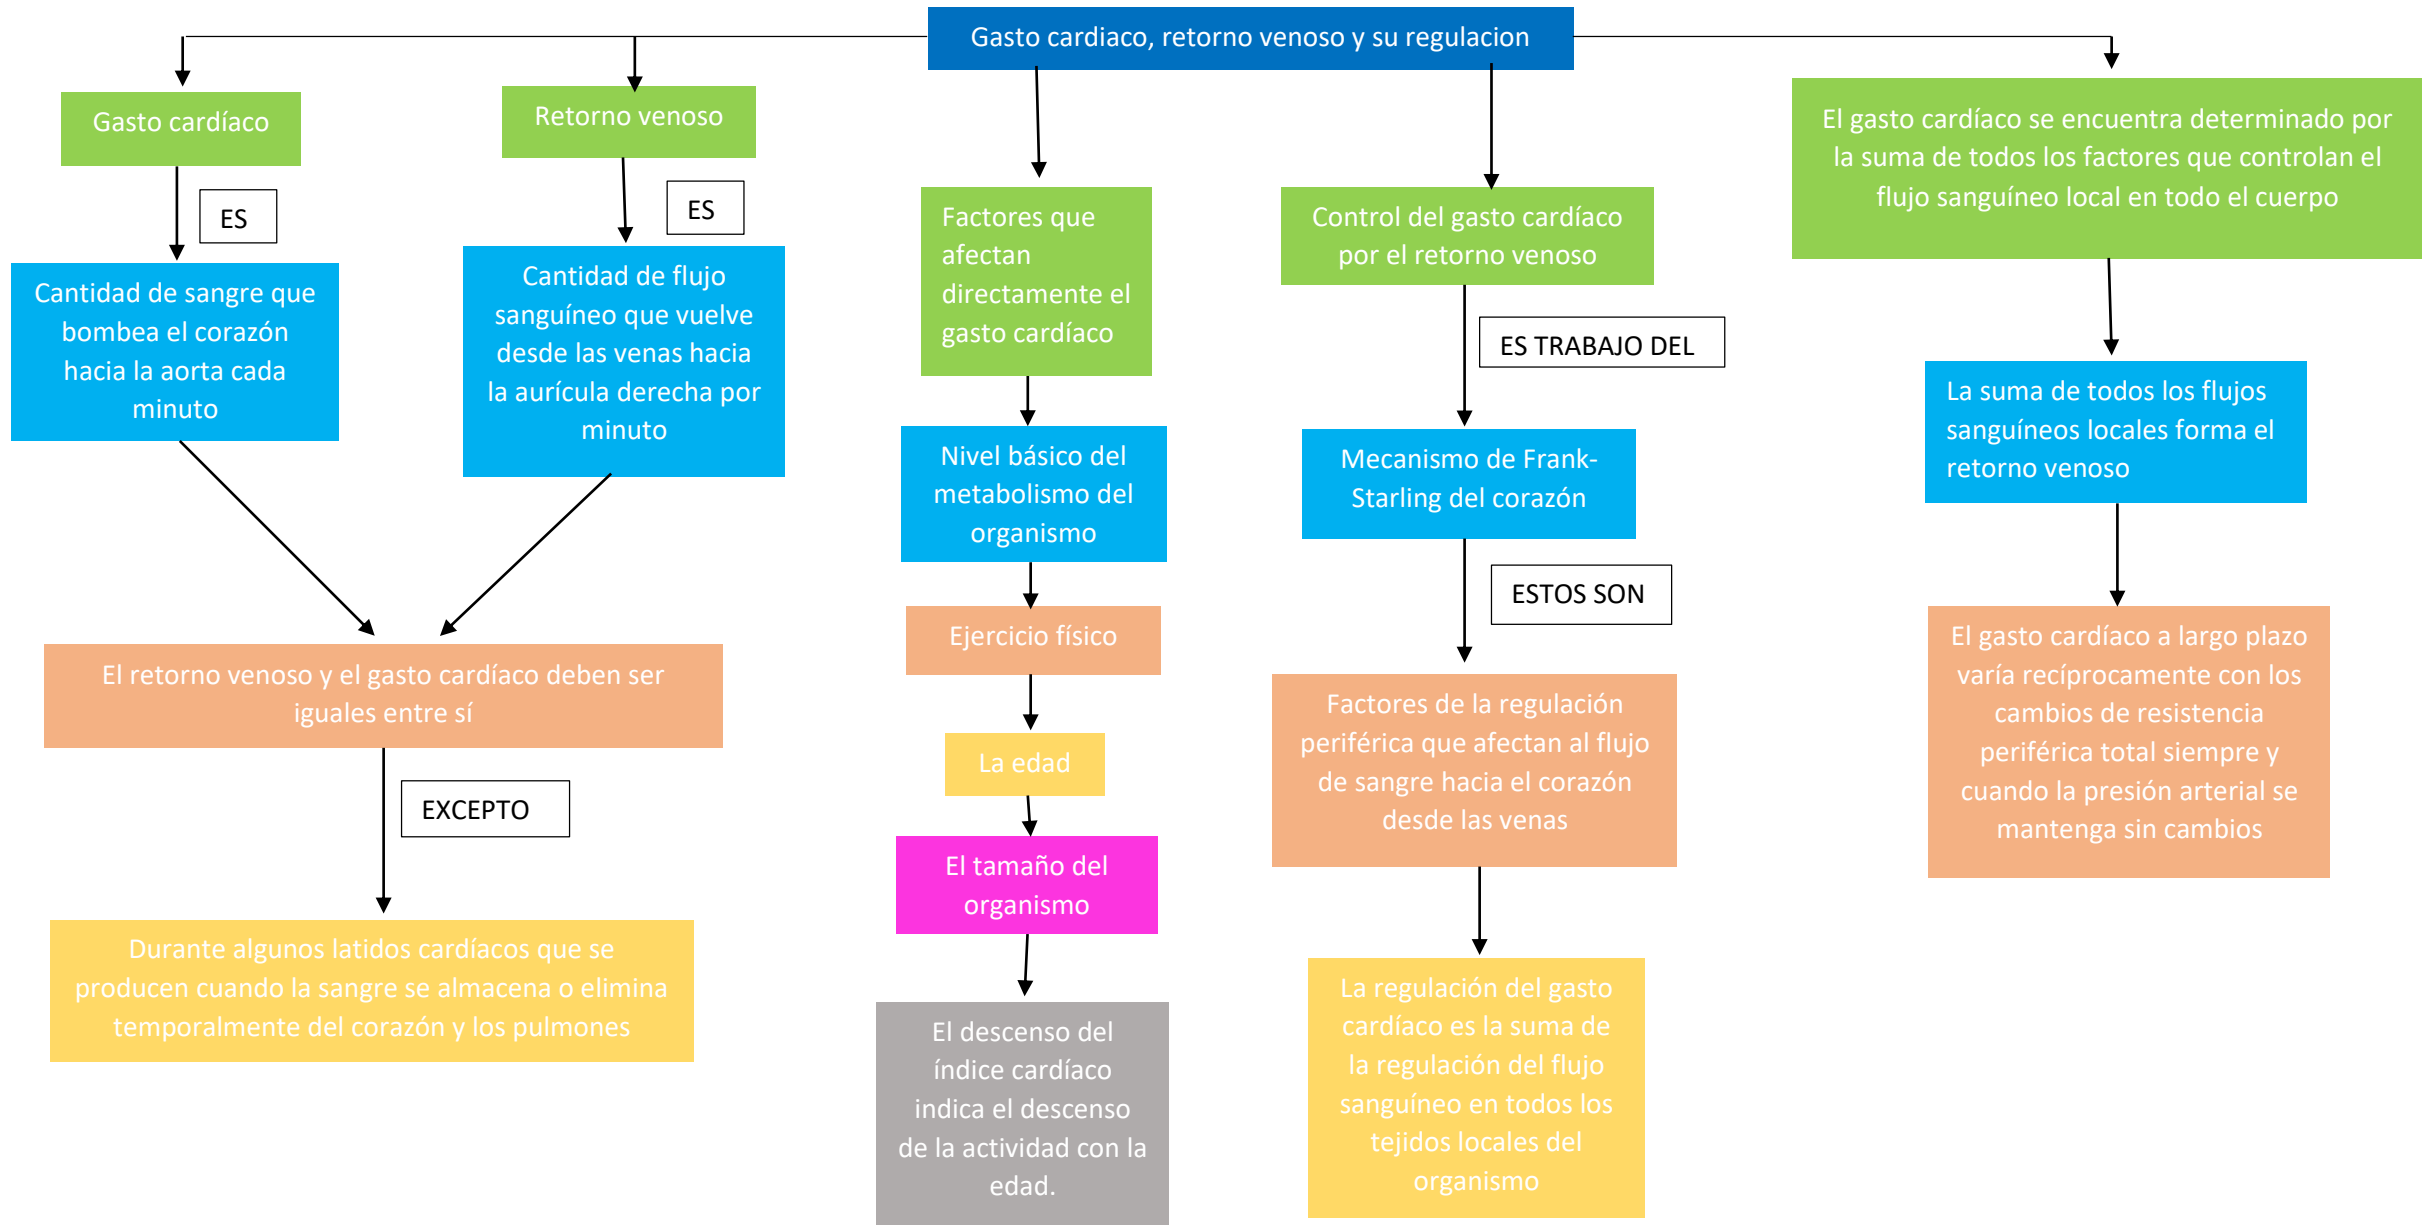 Gasto cardiaco, retorno venoso y su regulacion
Gasto cardíaco
ES
Cantidad de sangre que
bombea el corazón
hacia la aorta cada
minuto
Retorno venoso
ES
Cantidad de flujo
sanguíneo que vuelve
desde las venas hacia
la aurícula derecha por
minuto
El retorno venoso y el gasto cardíaco deben ser
iguales entre sí
EXCEPTO
Durante algunos latidos cardíacos que se
producen cuando la sangre se almacena o elimina
temporalmente del corazón y los pulmones
Factores que
afectan
directamente el
gasto cardíaco
Nivel básico del
metabolismo del
organismo
Ejercicio físico
La edad
El tamaño del
organismo
El descenso del
índice cardíaco
indica el descenso
de la actividad con la
edad.
Control del gasto cardíaco
por el retorno venoso
ES TRABAJO DEL
Mecanismo de Frank-
Starling del corazón
ESTOS SON
Factores de la regulación
periférica que afectan al flujo
de sangre hacia el corazón
desde las venas
La regulación del gasto
cardíaco es la suma de
la regulación del flujo
sanguíneo en todos los
tejidos locales del
organismo
El gasto cardíaco se encuentra determinado por
la suma de todos los factores que controlan el
flujo sanguíneo local en todo el cuerpo
La suma de todos los flujos
sanguíneos locales forma el
retorno venoso
El gasto cardíaco a largo plazo
varía recíprocamente con los
cambios de resistencia
periférica total siempre y
cuando la presión arterial se
mantenga sin cambios